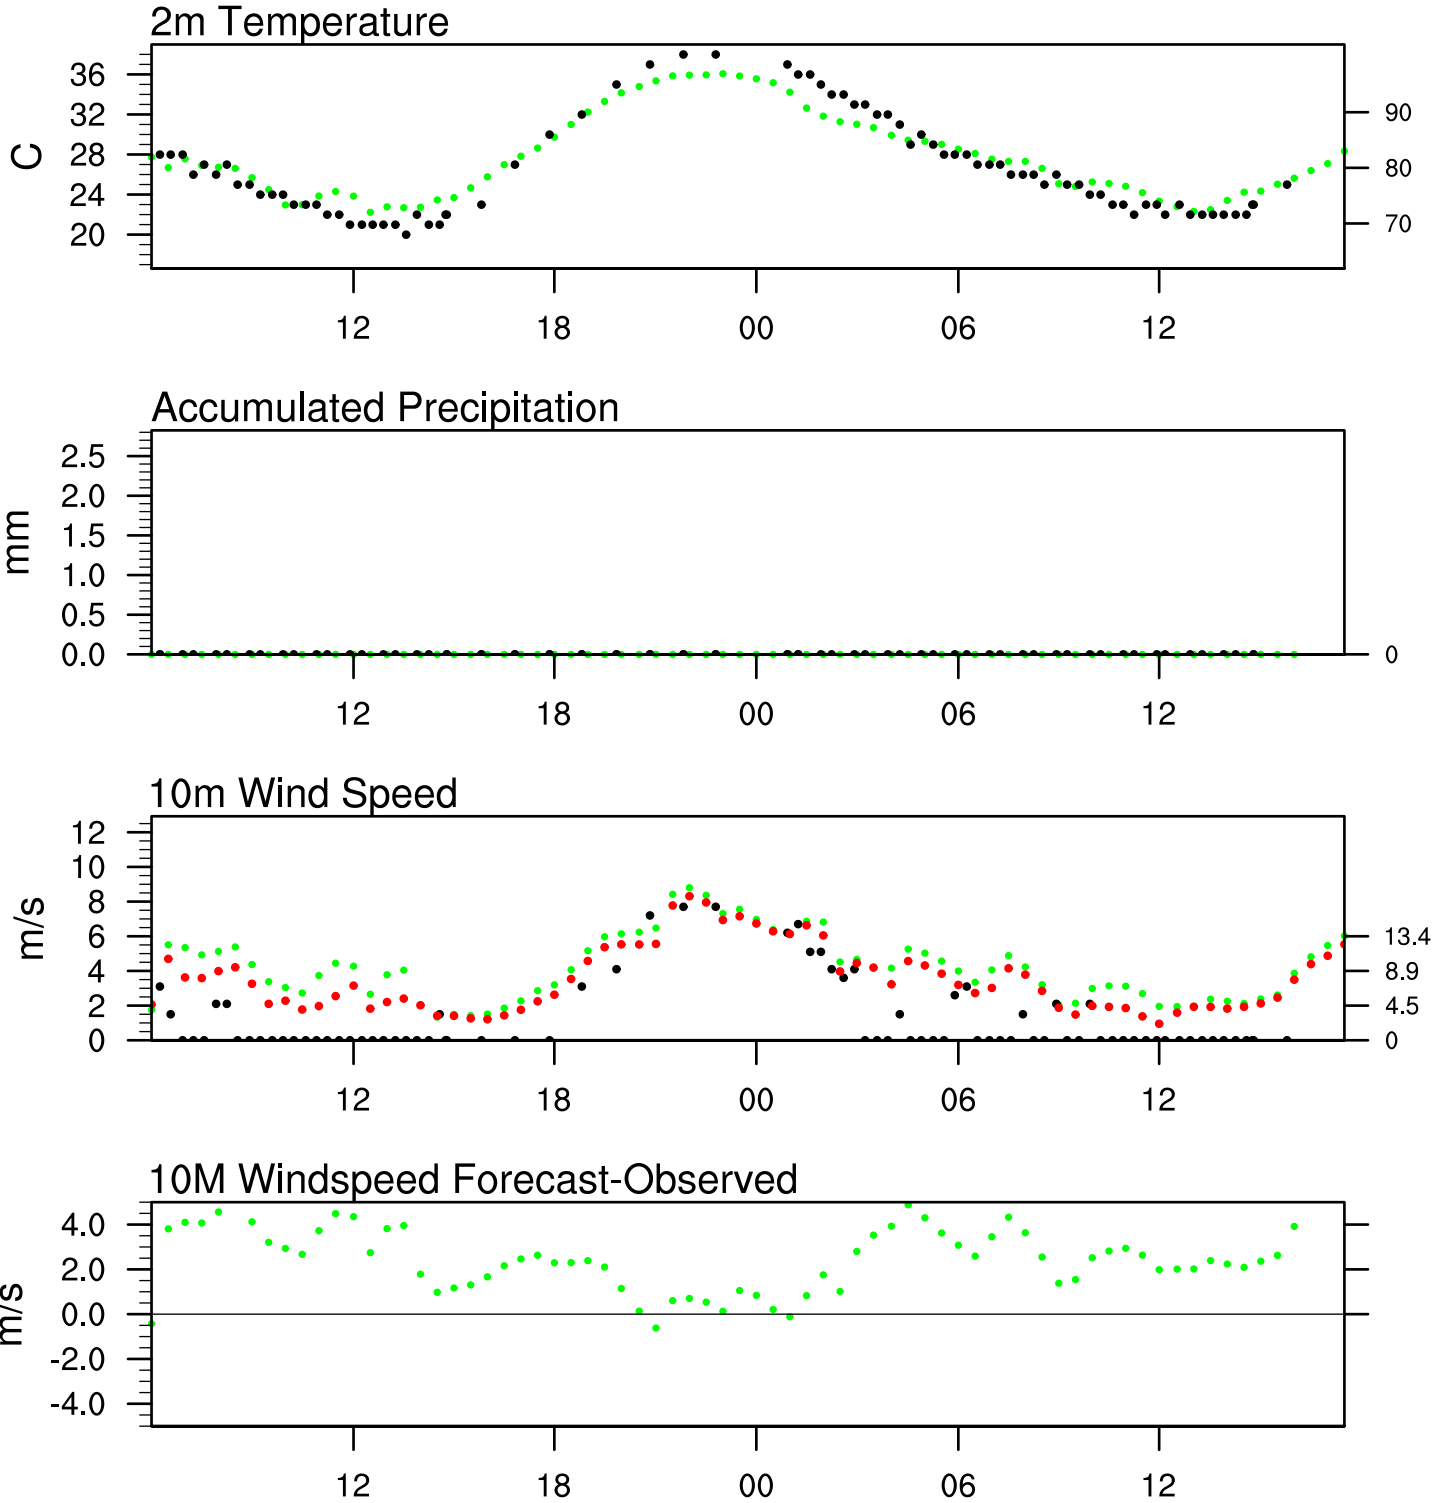 2m Temperature
C
36
32
28
24
20
90
80
70
12 18 00 06 12
Accumulated Precipitation
mm
2.5
2.0
1.5
1.0
0.5
0.0
0
12 18 00 06 12
10m Wind Speed
m/s
12
10
8
6
4
2
0
13.4
8.9
4.5
0
12 18 00 06 12
10M Windspeed Forecast-Observed
m/s
4.0
2.0
0.0
-2.0
-4.0
12 18 00 06 12